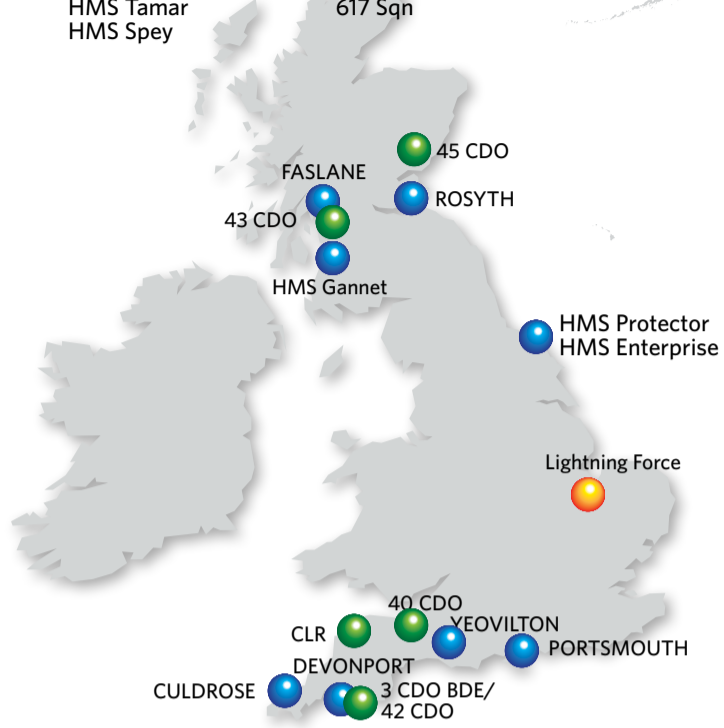 HMS Tamar
HMS Spey
617 Sqn
45 CDO
FASLANE
ROSYTH
43 CDO
HMS Gannet
HMS Protector
HMS Enterprise
Lightning Force
40 CDO
YEOVILTON
CLR
PORTSMOUTH
DEVONPORT
CULDROSE
3 CDO BDE/
42 CDO